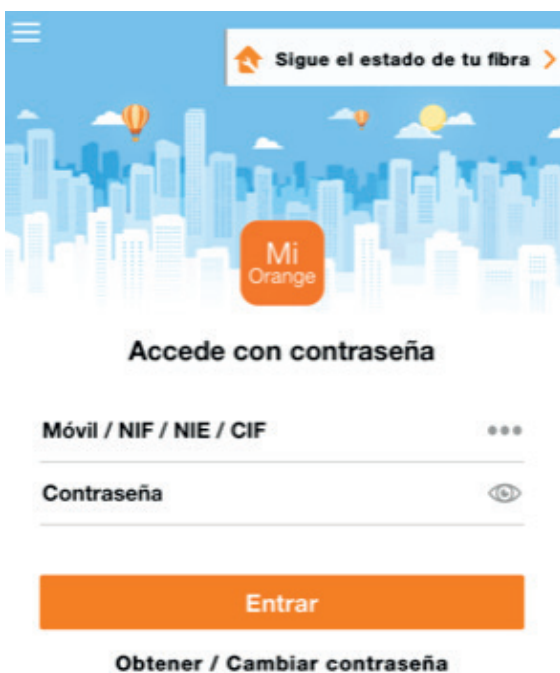 Sigue el estado de tu fibra
Mi
Orange
Accede con contraseña
Móvil / NIF / NIE / CIF
Contraseña
Entrar
Obtener / Cambiar contraseña